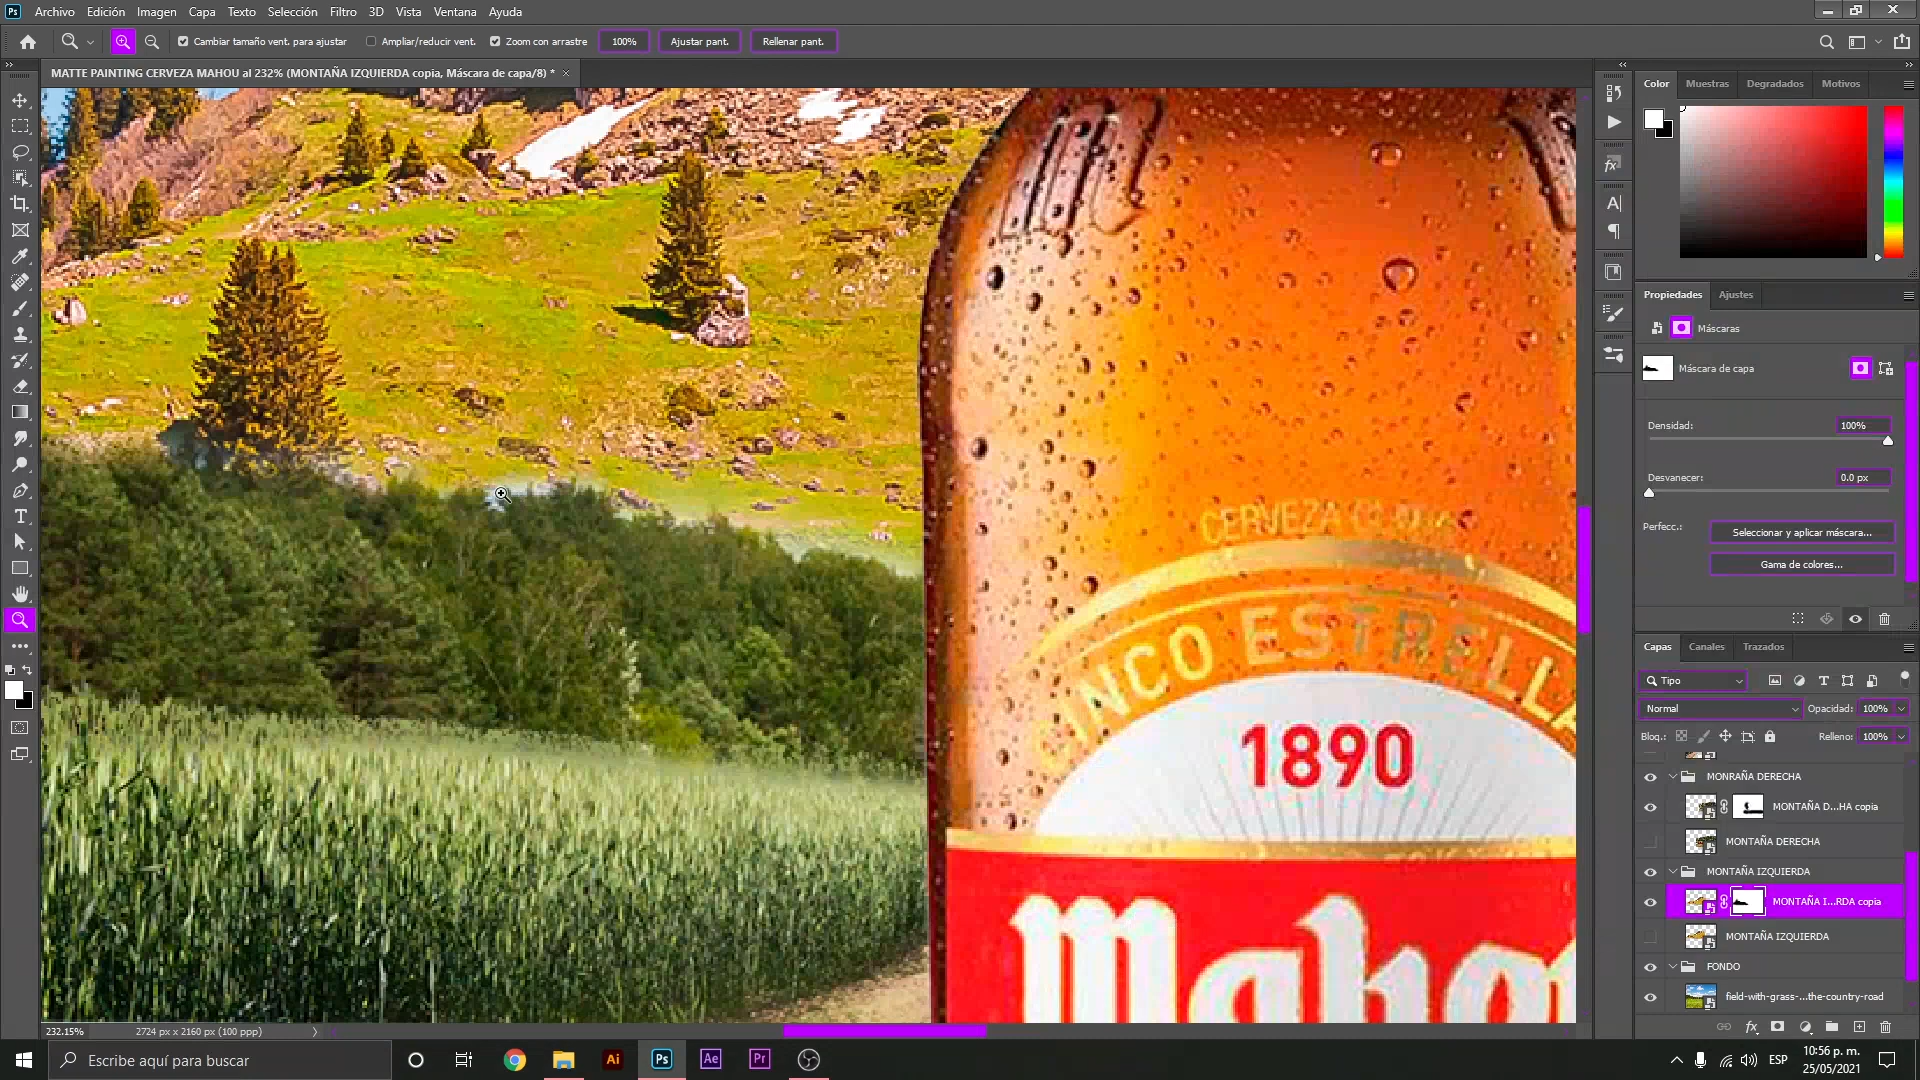 Ps Archivo Edición Imagen Capa Texto Selección Filtro 3D Vista Ventana Ayuda
Cambiar tamaño vent. para ajustar Ampliar/reducir vent. Zoom con arrastre 100% Ajustar pant. Rellenar pant.
MATTE PAINTING CERVEZA MAHOU al 232% (MONTAÑA IZQUIERDA copia, Máscara de capa/8) * ×
Color Muestras Degradados Motivos
Propiedades Ajustes
Máscaras
Máscara de capa
Densidad: 100%
Desvanecer: 0.0 px
Perfecc.: Seleccionar y aplicar máscara...
Gama de colores...
Capas Canales Trazados
Tipo
Normal Opacidad: 100%
Bloq.: Relleno: 100%
MONRAÑA DERECHA
MONTAÑA D...HA copia
MONTAÑA DERECHA
MONTAÑA IZQUIERDA
MONTAÑA I...RDA copia
MONTAÑA IZQUIERDA
FONDO
field-with-grass-...the-country-road
CERVEZA
CINCO ESTRELLA
1890
Mahou
232.15% 2724 px x 2160 px (100 ppp)
Escribe aquí para buscar
Ai Ps Ae Pr
ESP
10:56 p. m.
25/05/2021